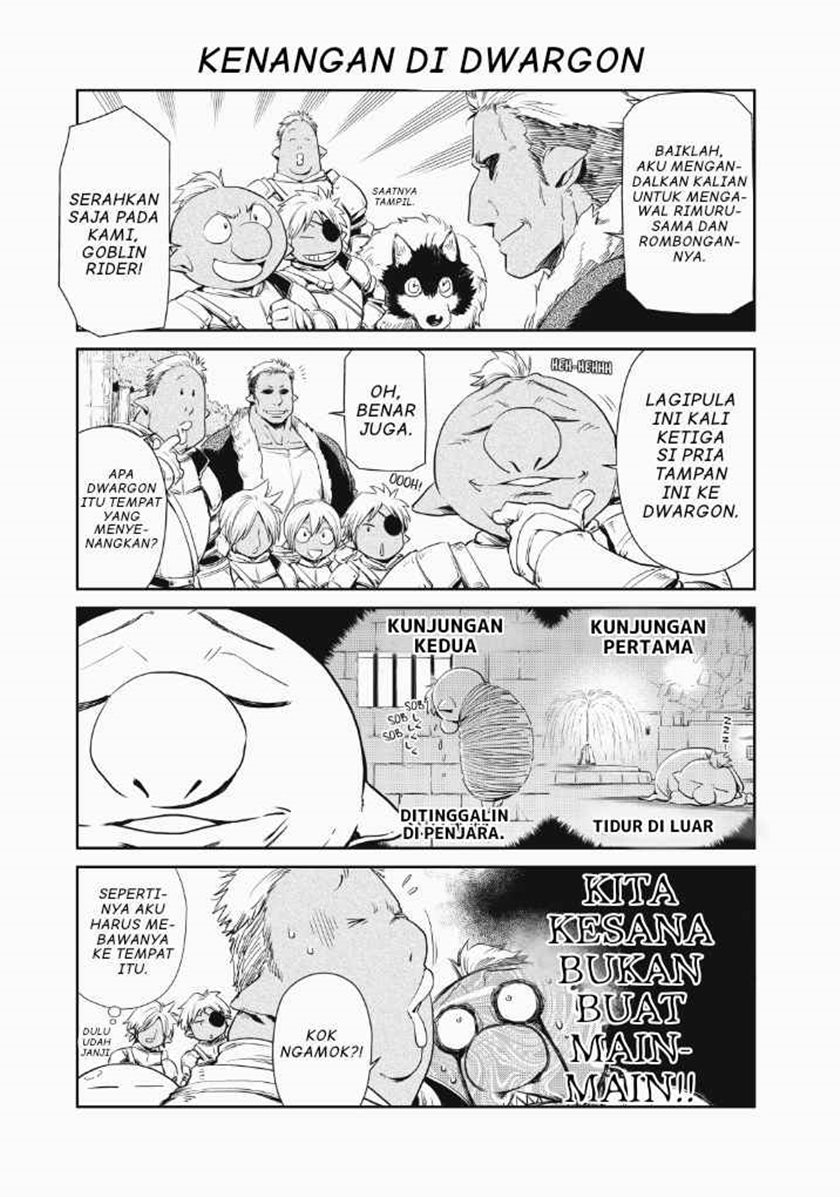 KENANGAN DI DWARGON
BAIKLAH,
AKU MENGAN-
DALKAN KALIAN
UNTUK MENGA-
WAL RIMURU-
SAMA DAN
ROMBONGAN-
NYA.
SAATNYA
TAMPIL.
SERAHKAN
SAJA PADA
KAMI,
GOBLIN
RIDER!
HEH-HEHHH
LAGIPULA
INI KALI
KETIGA
SI PRIA
TAMPAN
INI KE
DWARGON.
OH,
BENAR
JUGA.
OOOH!
APA
DWARGON
ITU TEMPAT
YANG
MENYE-
NANGKAN?
KUNJUNGAN
PERTAMA
ZZZ--
TIDUR DI LUAR
KUNJUNGAN
KEDUA
SOB
SOB
SOB
DITINGGALIN
DI PENJARA.
KITA
KESANA
BUKAN
BUAT
MAIN-
MAIN!!
KOK
NGAMOK?!
SEPERTI-
NYA AKU
HARUS ME-
BAWANYA
KE TEMPAT
ITU.
DULU
UDAH
JANJI